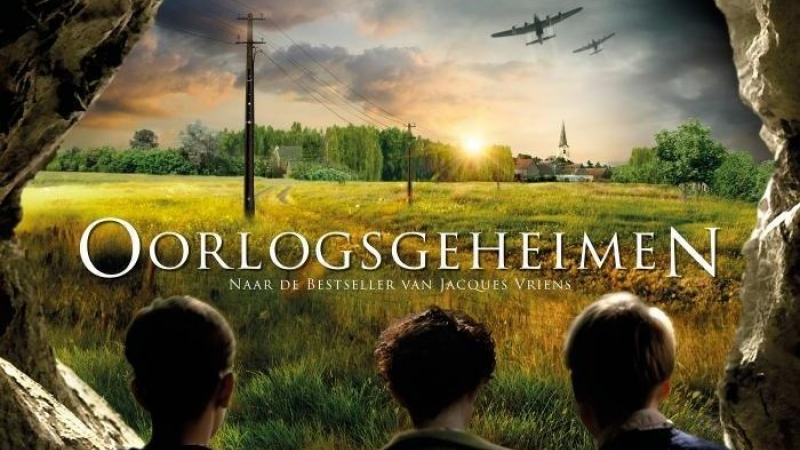 OORLOGSGEHEIMEN
NAAR DE BESTSELLER VAN JACQUES VRIENS